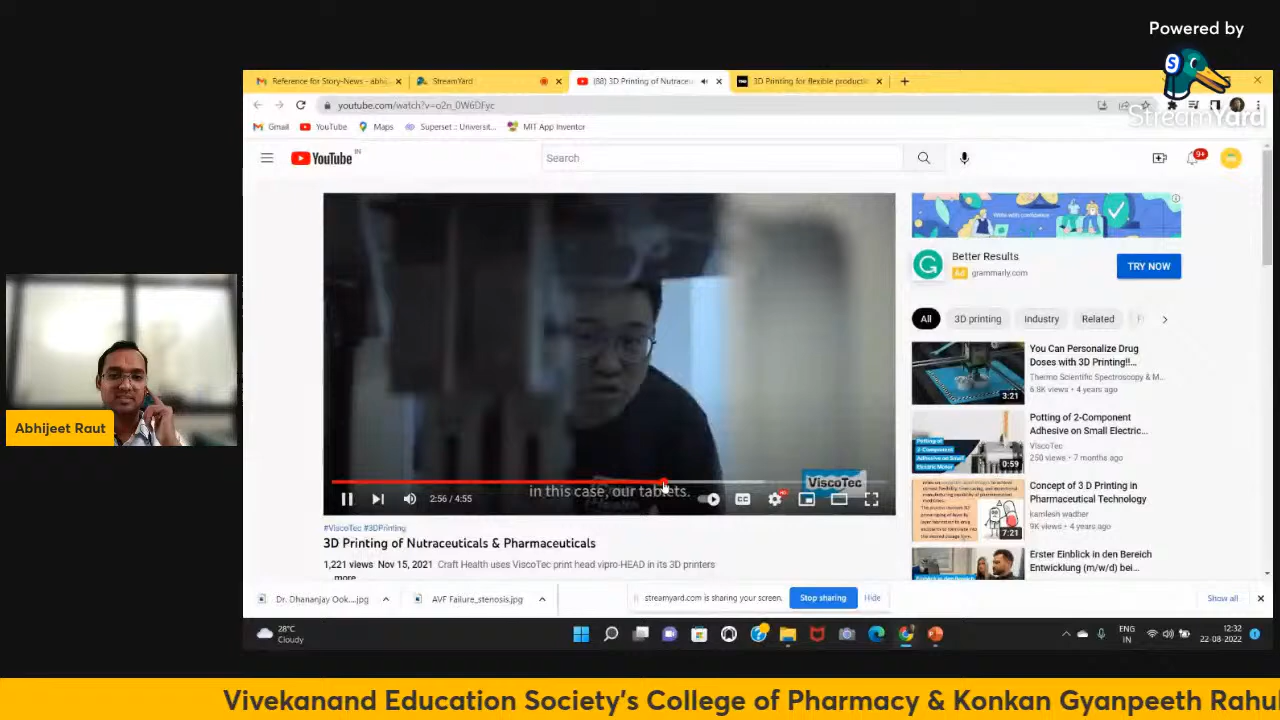 Powered by
StreamYard
Reference for Story-News - abhi
StreamYard
(88) 3D Printing of Nutraceu
3D Printing for flexible producti
youtube.com/watch?v=o2n_0W6DFyc
Gmail
YouTube
Maps
Superset :: Universit...
MIT App Inventor
YouTube IN
Search
9+
Write with confidence
Better Results
Ad grammarly.com
TRY NOW
All
3D printing
Industry
Related
You Can Personalize Drug
Doses with 3D Printing!!...
Thermo Scientific Spectroscopy & M...
6.8K views • 4 years ago
3:21
Potting of 2-Component
Adhesive on Small Electric...
ViscoTec
250 views • 7 months ago
0:59
Concept of 3 D Printing in
Pharmaceutical Technology
kamlesh wadher
9K views • 4 years ago
7:21
Erster Einblick in den Bereich
Entwicklung (m/w/d) bei...
in this case, our tablets.
ViscoTec
2:56 / 4:55
#ViscoTec #3DPrinting
3D Printing of Nutraceuticals & Pharmaceuticals
1,221 views Nov 15, 2021 Craft Health uses ViscoTec print head vipro-HEAD in its 3D printers
more
Abhijeet Raut
Dr. Dhananjay Ook....jpg
AVF Failure_stenosis.jpg
streamyard.com is sharing your screen.
Stop sharing
Hide
Show all
28°C
Cloudy
ENG
IN
12:32
22-08-2022
Vivekanand Education Society's College of Pharmacy & Konkan Gyanpeeth Rahul